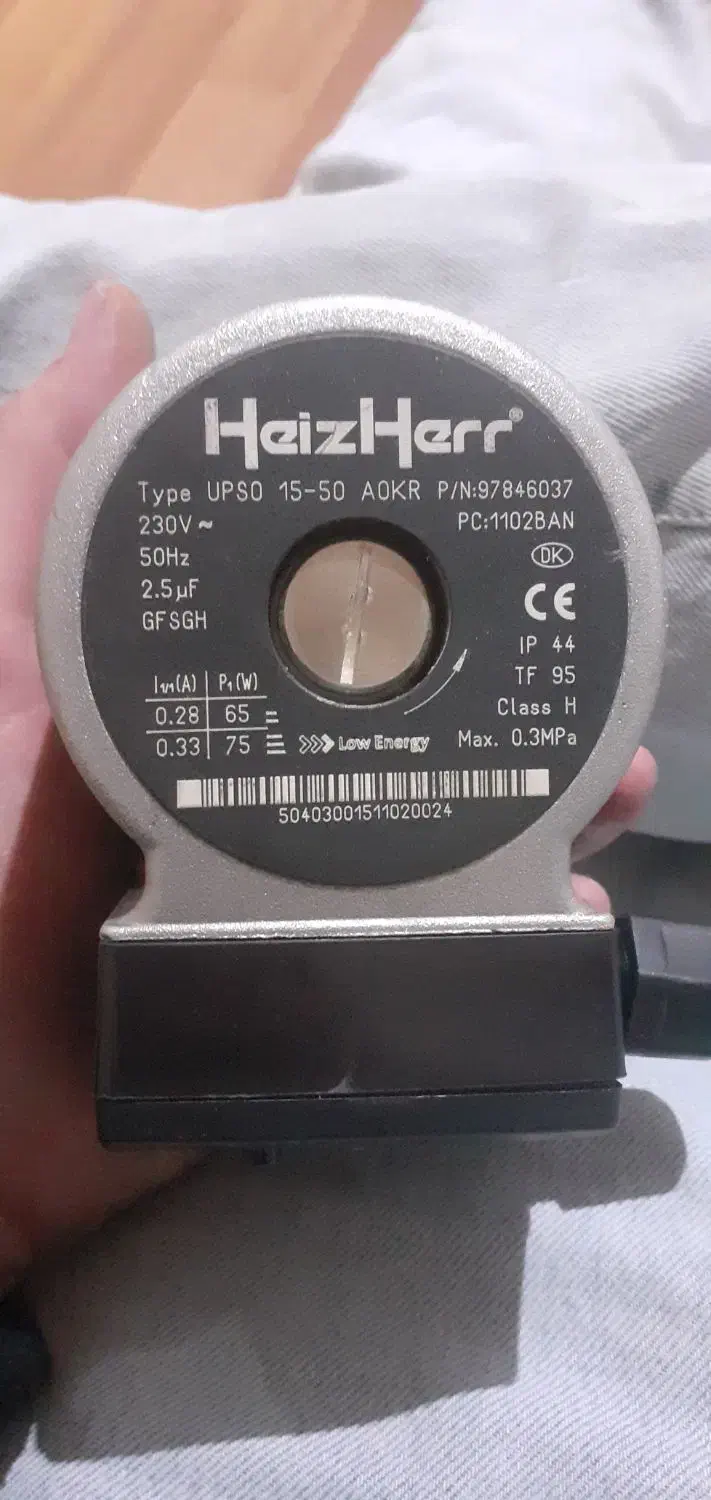 HeizHerr®
Type UPSO 15-50 AOKR P/N:97846037
230V ~ PC:1102BAN
50Hz DK
2.5µF CE
GFSGH
IP 44
TF 95
I1/1(A) P1(W) Class H
0.28 65
0.33 75 Low Energy Max. 0.3MPa
50403001511020024